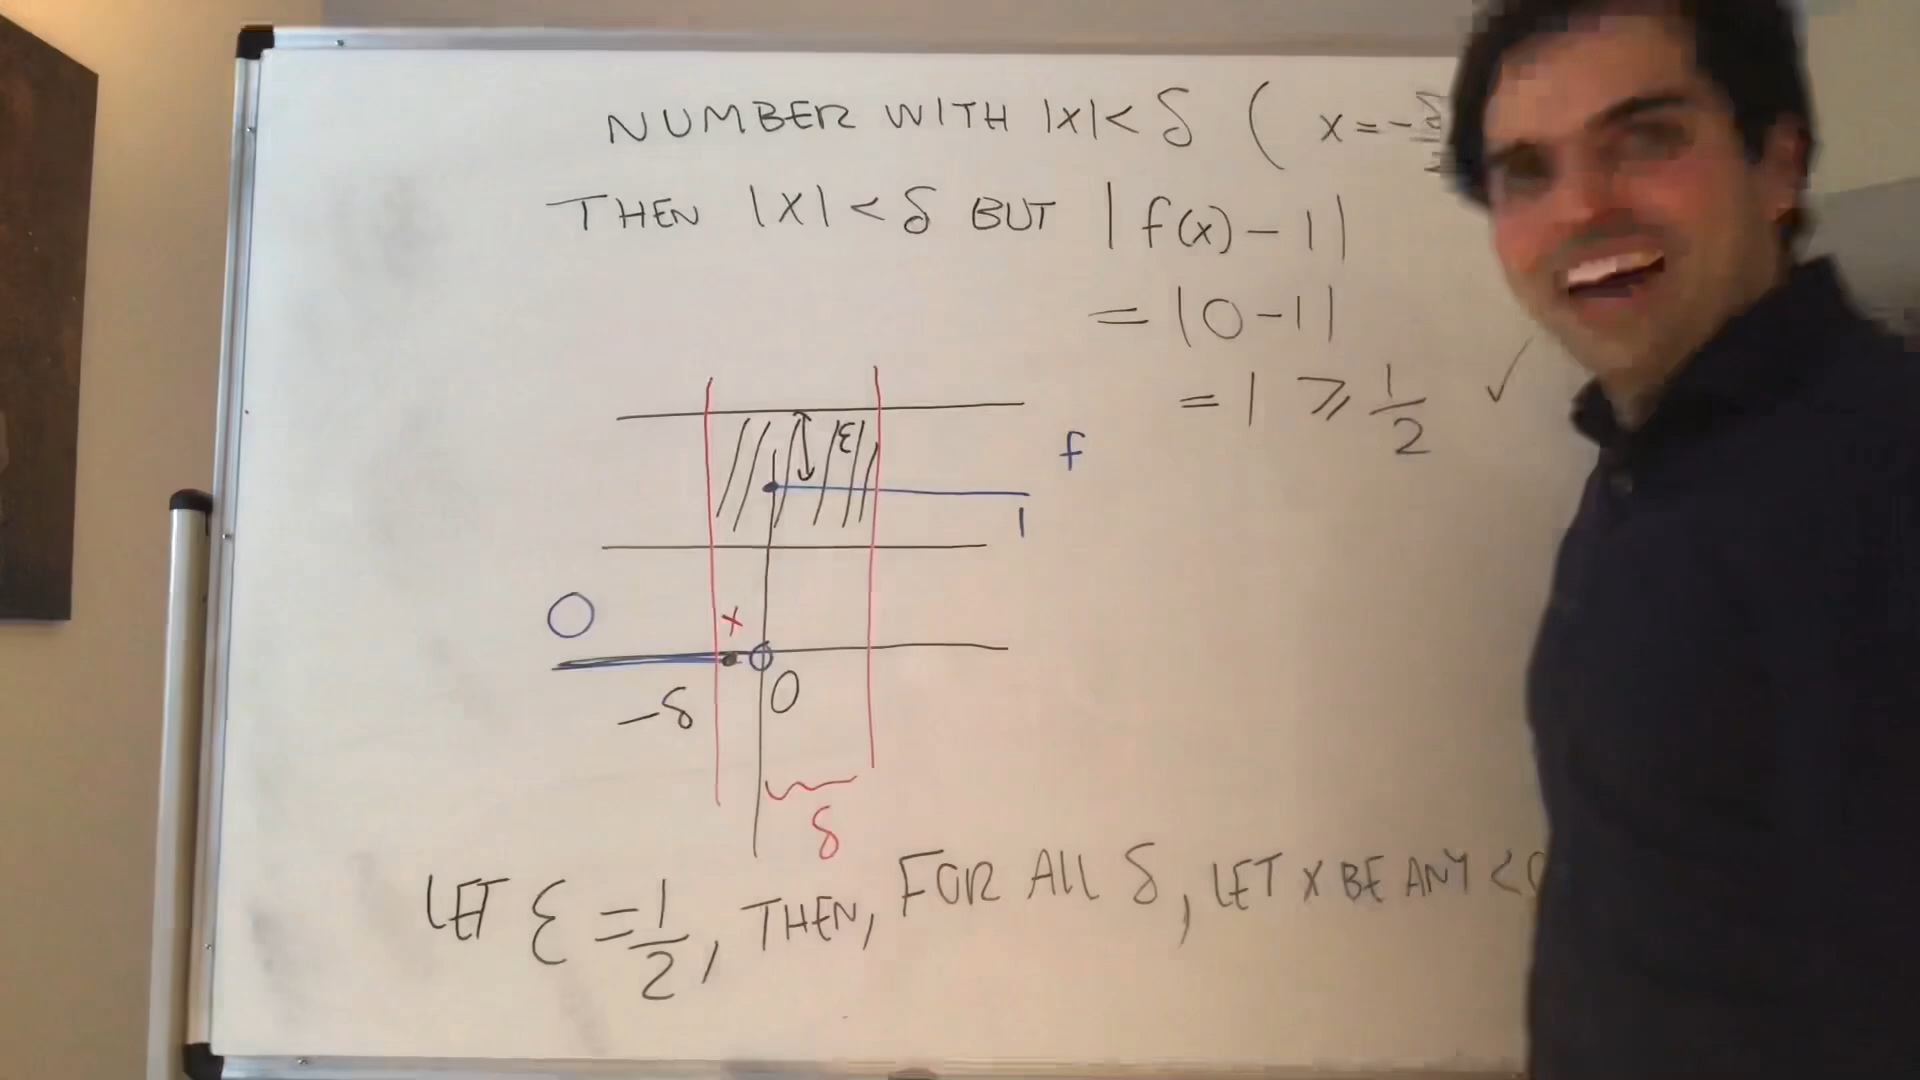 NUMBER WITH |x| < δ ( x = -
THEN |x| < δ BUT | f(x) - 1 |
= | 0 - 1 |
= 1 ⩾ 1/2 ✓
ε
f
1
0
x
-δ
0
δ
LET ε = 1/2, THEN, FOR ALL δ, LET x BE ANY <